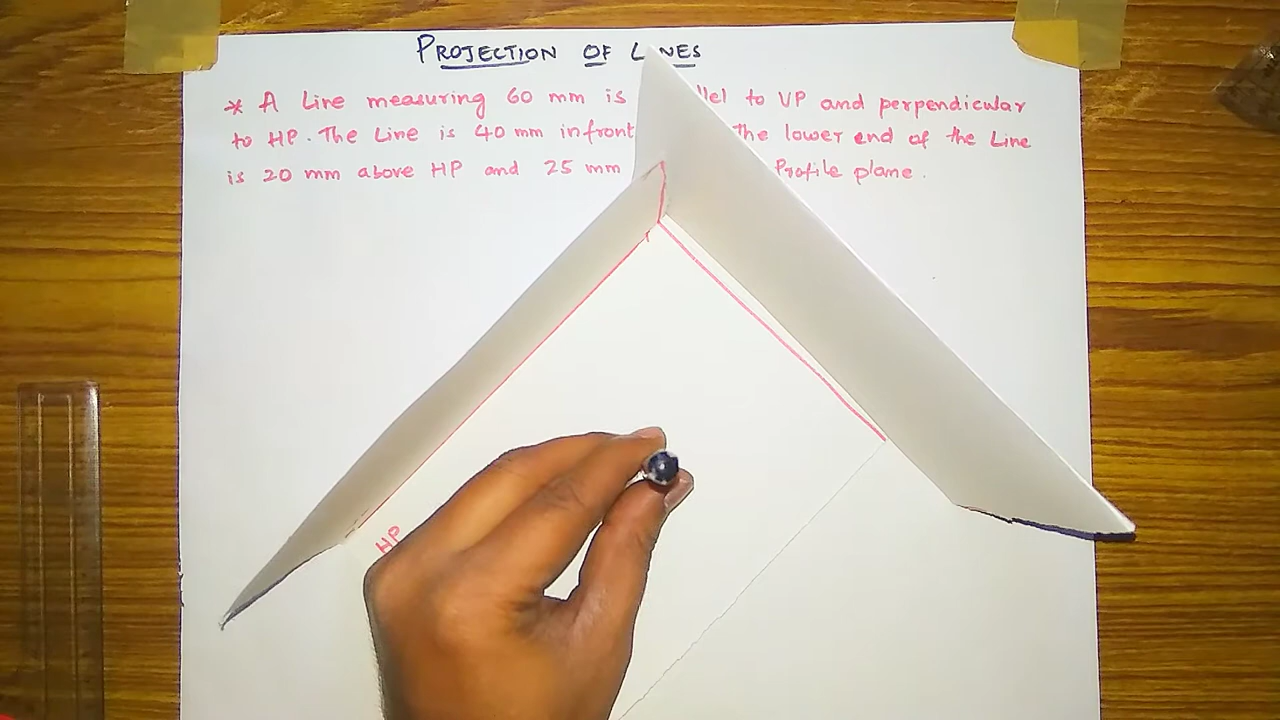 PROJECTION OF L NES
* A Line measuring 60 mm is llel to VP and perpendicular
to HP. The Line is 40 mm infront the lower end of the Line
is 20 mm above HP and 25 mm Profile plane.
HP